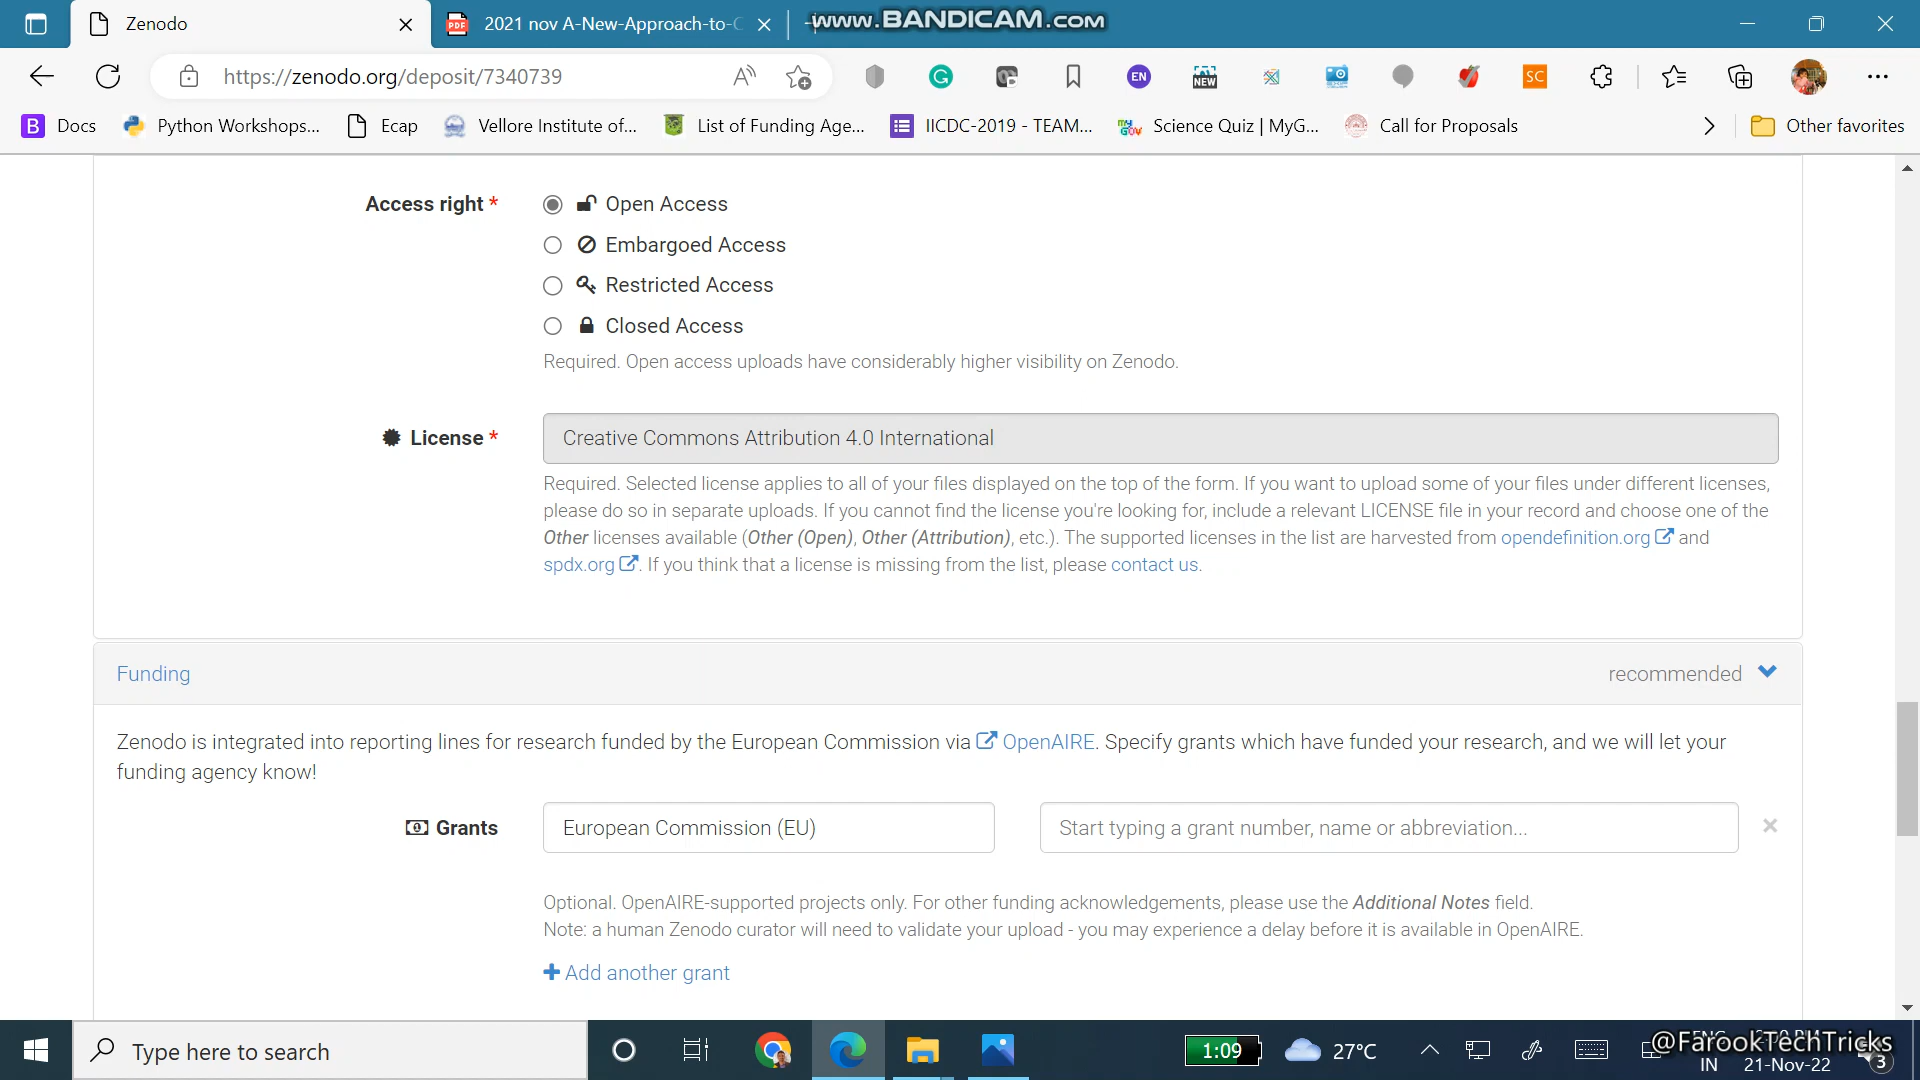 Zenodo
2021 nov A-New-Approach-to-C
www.BANDICAM.com
https://zenodo.org/deposit/7340739
EN
NEW
SC
B Docs
Python Workshops...
Ecap
Vellore Institute of...
List of Funding Age...
IICDC-2019 - TEAM...
Science Quiz | MyG...
Call for Proposals
Other favorites
Access right *
Open Access
Embargoed Access
Restricted Access
Closed Access
Required. Open access uploads have considerably higher visibility on Zenodo.
License *
Creative Commons Attribution 4.0 International
Required. Selected license applies to all of your files displayed on the top of the form. If you want to upload some of your files under different licenses,
please do so in separate uploads. If you cannot find the license you're looking for, include a relevant LICENSE file in your record and choose one of the
Other licenses available (Other (Open), Other (Attribution), etc.). The supported licenses in the list are harvested from opendefinition.org and
spdx.org. If you think that a license is missing from the list, please contact us.
Funding
recommended
Zenodo is integrated into reporting lines for research funded by the European Commission via OpenAIRE. Specify grants which have funded your research, and we will let your
funding agency know!
Grants
European Commission (EU)
Start typing a grant number, name or abbreviation...
Optional. OpenAIRE-supported projects only. For other funding acknowledgements, please use the Additional Notes field.
Note: a human Zenodo curator will need to validate your upload - you may experience a delay before it is available in OpenAIRE.
Add another grant
Type here to search
1:09
27°C
@FarookTechTricks
IN
21-Nov-22
3